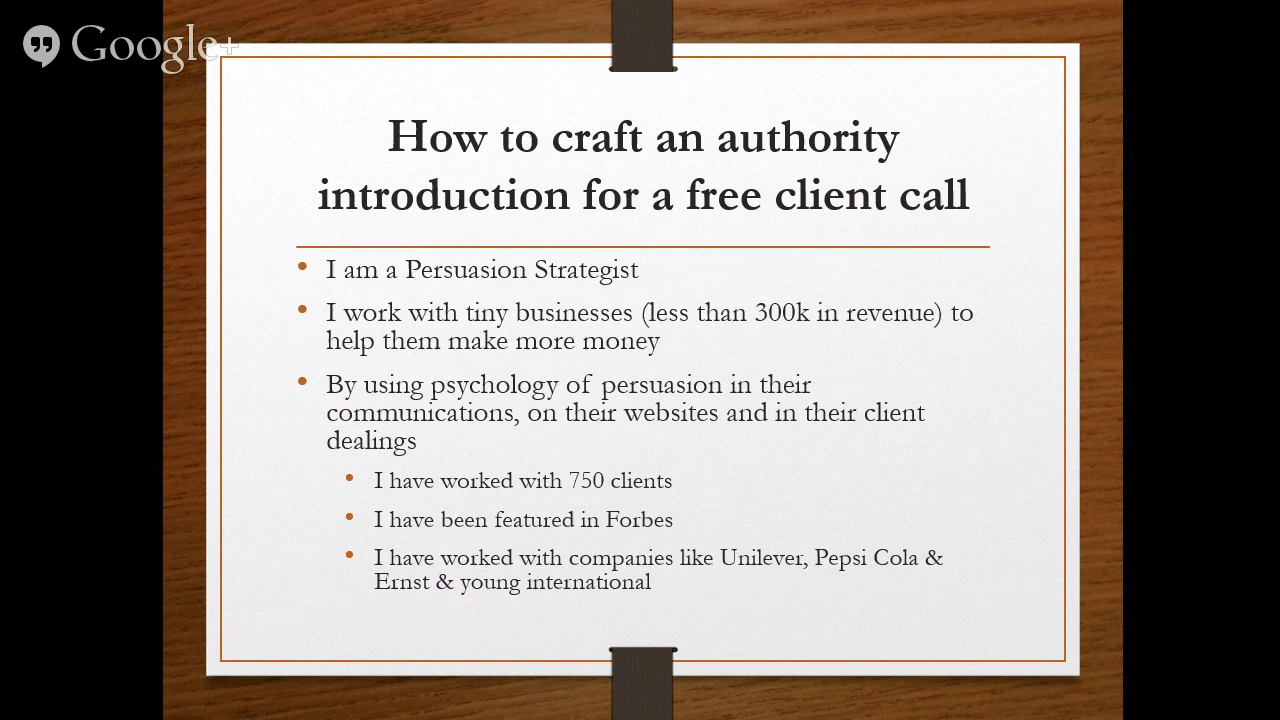 Google+
How to craft an authority
introduction for a free client call
• I am a Persuasion Strategist
• I work with tiny businesses (less than 300k in revenue) to
help them make more money
• By using psychology of persuasion in their
communications, on their websites and in their client
dealings
• I have worked with 750 clients
• I have been featured in Forbes
• I have worked with companies like Unilever, Pepsi Cola &
Ernst & young international